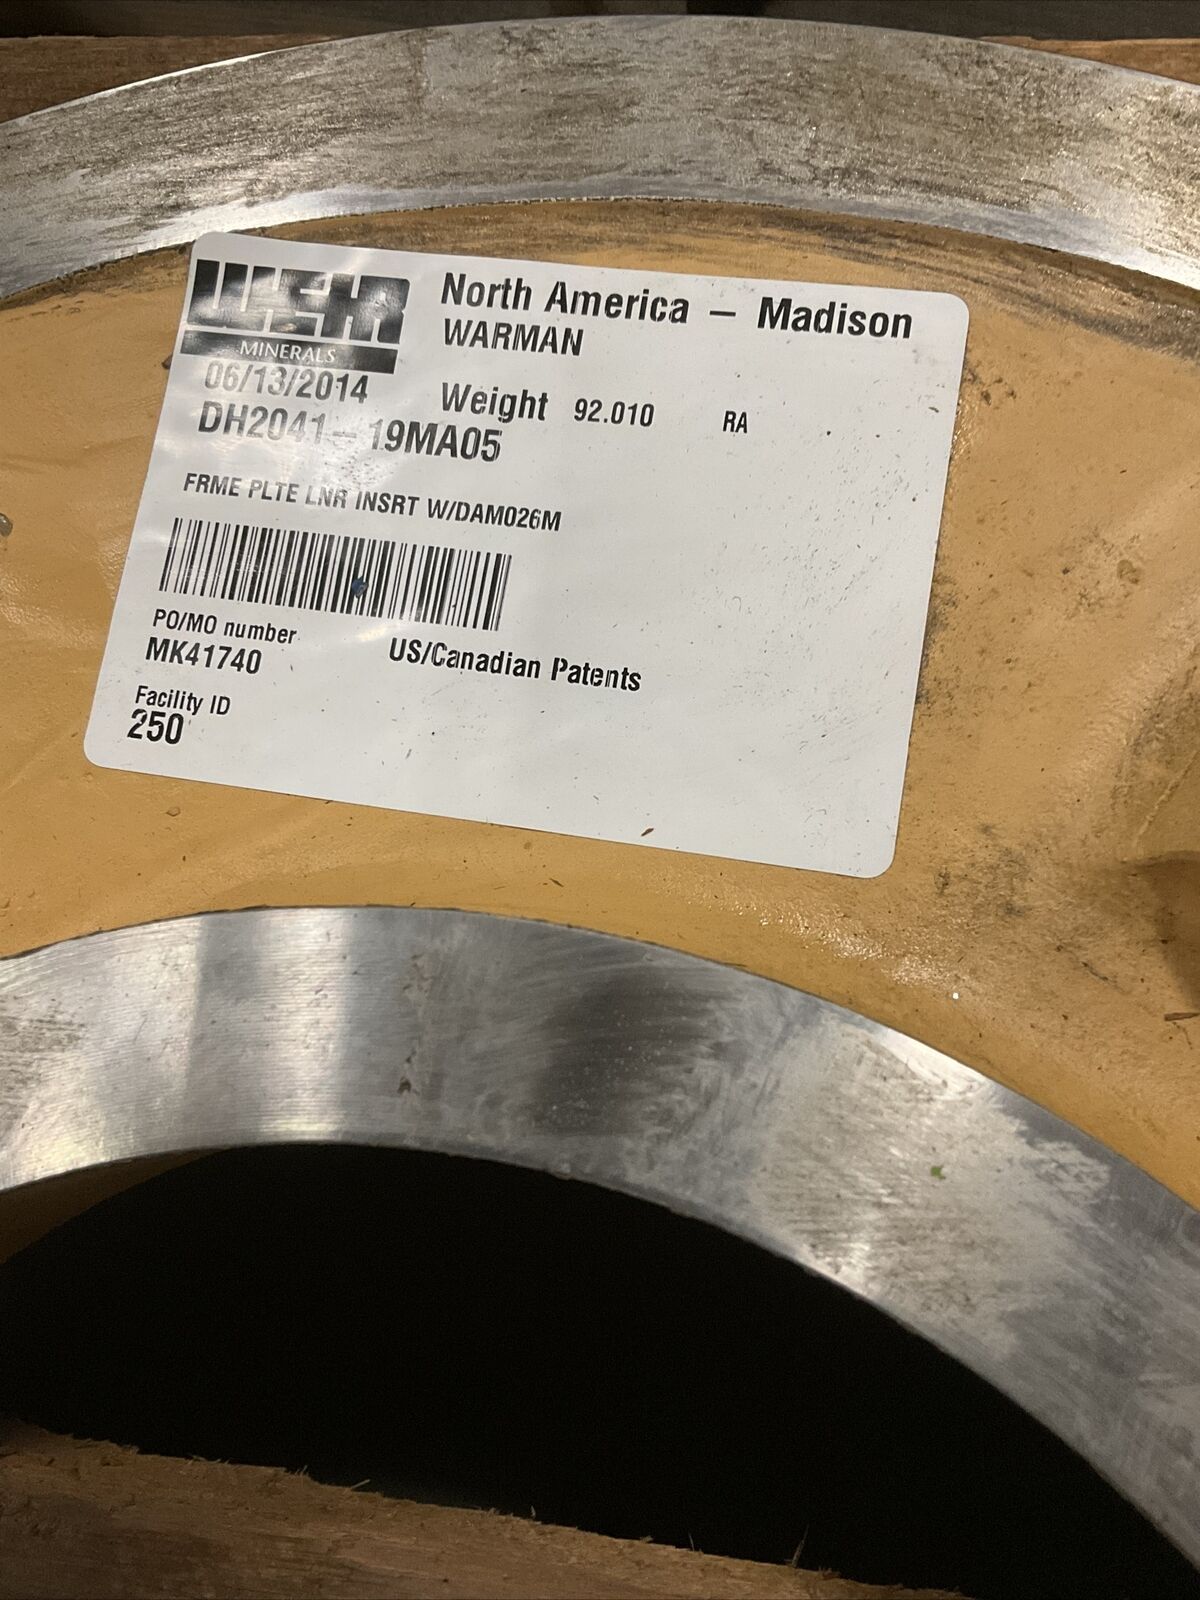 WEIR
MINERALS
North America – Madison
WARMAN
06/13/2014
Weight 92.010 RA
DH2041–19MA05
FRME PLTE LNR INSRT W/DAM026M
PO/MO number
MK41740
US/Canadian Patents
Facility ID
250